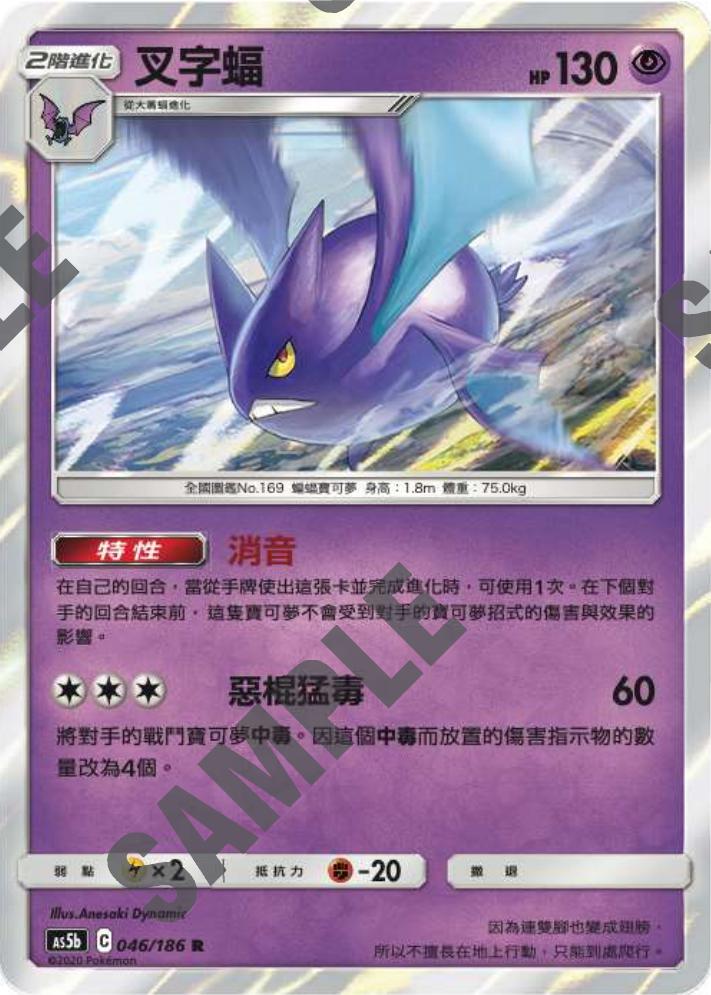 2階進化 叉字蝠 HP 130
從大嘴蝠進化
全國圖鑑No.169 蝙蝠寶可夢 身高：1.8m 體重：75.0kg
特性 消音
在自己的回合，當從手牌使出這張卡並完成進化時，可使用1次。在下個對
手的回合結束前，這隻寶可夢不會受到對手的寶可夢招式的傷害與效果的
影響。
惡棍猛毒 60
將對手的戰鬥寶可夢中毒。因這個中毒而放置的傷害指示物的數
量改為4個。
弱點 ×2 抵抗力 -20 撤退
Illus.Anesaki Dynamic
AS5b C 046/186 R
©2020 Pokémon
因為連雙腳也變成翅膀，
所以不擅長在地上行動，只能到處爬行。
SAMPLE